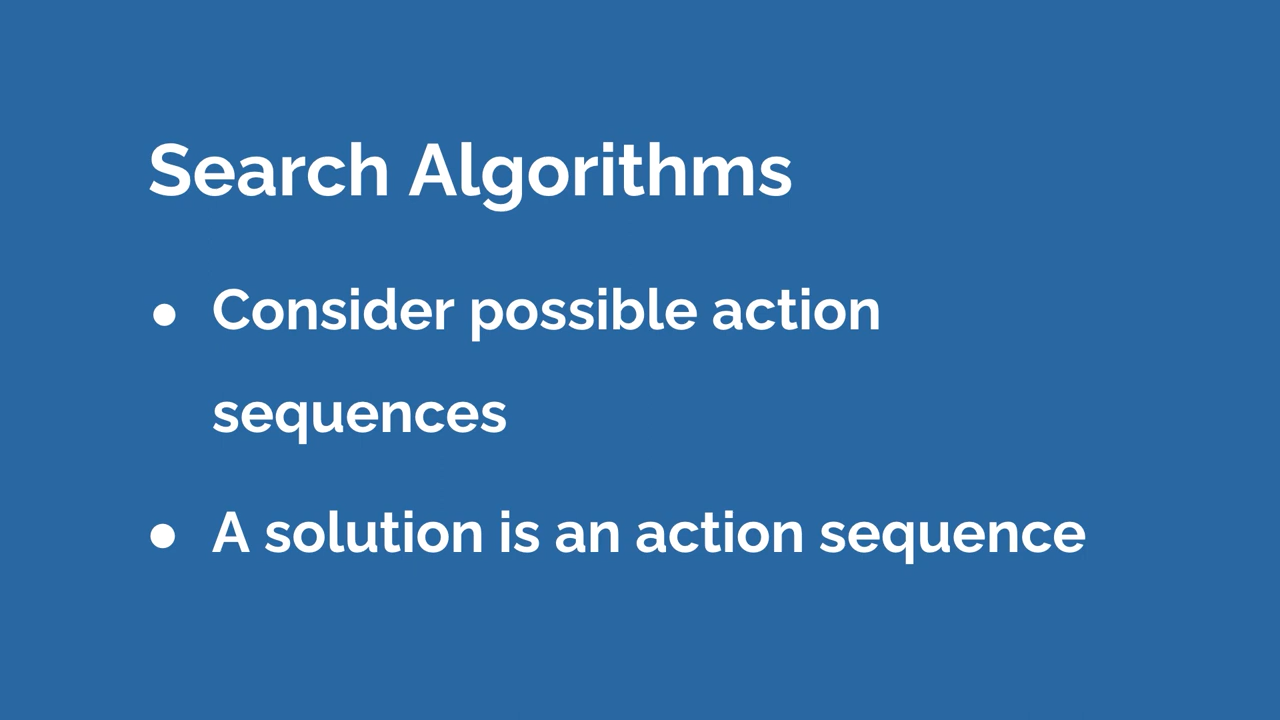 Search Algorithms
● Consider possible action
sequences
● A solution is an action sequence